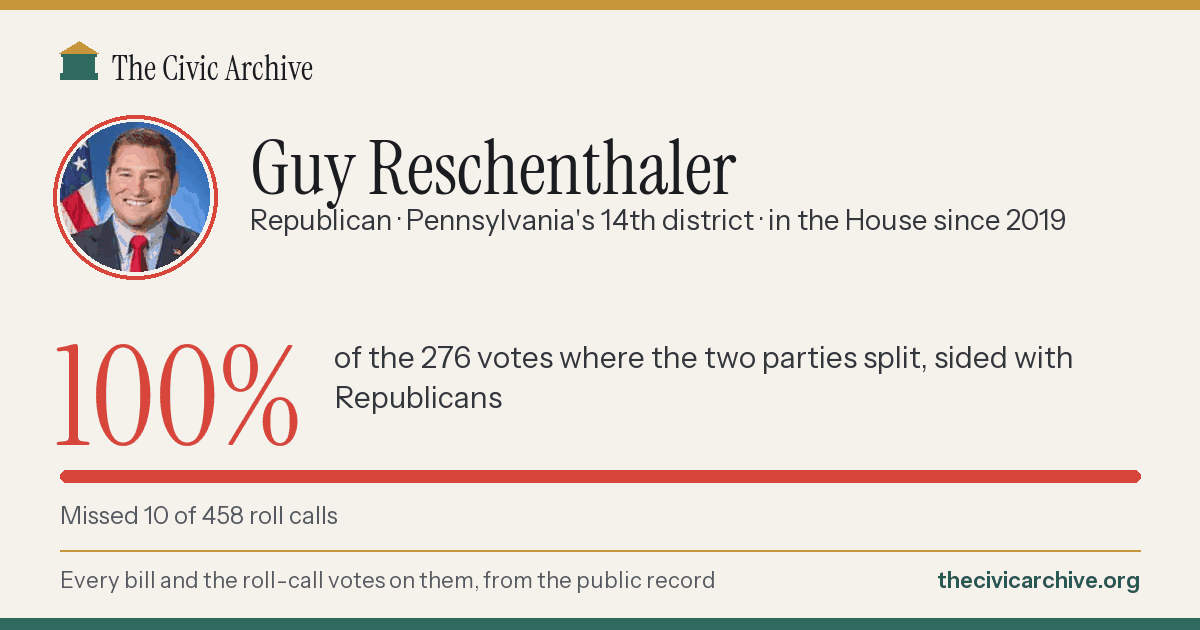 The Civic Archive
Guy Reschenthaler
Republican · Pennsylvania's 14th district · in the House since 2019
100%
of the 276 votes where the two parties split, sided with
Republicans
Missed 10 of 458 roll calls
Every bill and the roll-call votes on them, from the public record
thecivicarchive.org